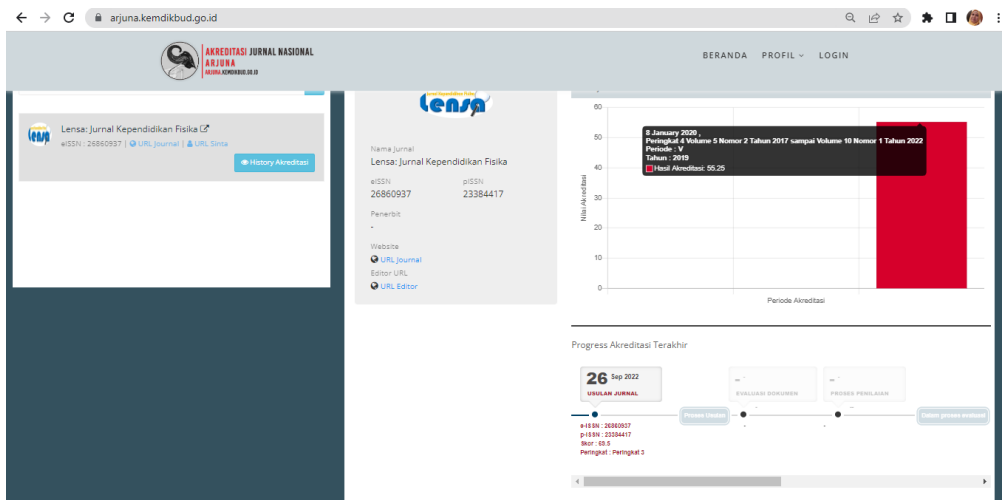 arjuna.kemdikbud.go.id
AKREDITASI JURNAL NASIONAL
ARJUNA
ARJUNA.KEMDIKBUD.GO.ID
BERANDA PROFIL LOGIN
Lensa
Lensa: Jurnal Kependidikan Fisika
eISSN : 26860937 | URL Journal | URL Sinta
History Akreditasi
Lensa
Nama Jurnal
Lensa: Jurnal Kependidikan Fisika
eISSN pISSN
26860937 23384417
Penerbit
-
Website
URL Journal
Editor URL
URL Editor
60
50
40
30
20
10
0
Nilai Akreditasi
8 January 2020 ,
Peringkat 4 Volume 5 Nomor 2 Tahun 2017 sampai Volume 10 Nomor 1 Tahun 2022
Periode : V
Tahun : 2019
Hasil Akreditasi: 55.25
Periode Akreditasi
Progress Akreditasi Terakhir
26 Sep 2022
USULAN JURNAL
Proses Usulan
e-ISSN : 26860937
p-ISSN : 23384417
Skor : 69.5
Peringkat : Peringkat 3
- -
EVALUASI DOKUMEN
-
-
- -
PROSES PENILAIAN
-
-
Dalam proses evaluasi